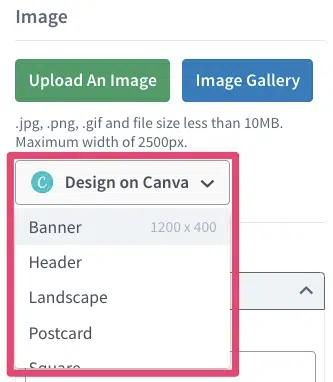 Image
Upload An Image
Image Gallery
.jpg, .png, .gif and file size less than 10MB.
Maximum width of 2500px.
C Design on Canva
Banner 1200 x 400
Header
Landscape
Postcard
Square